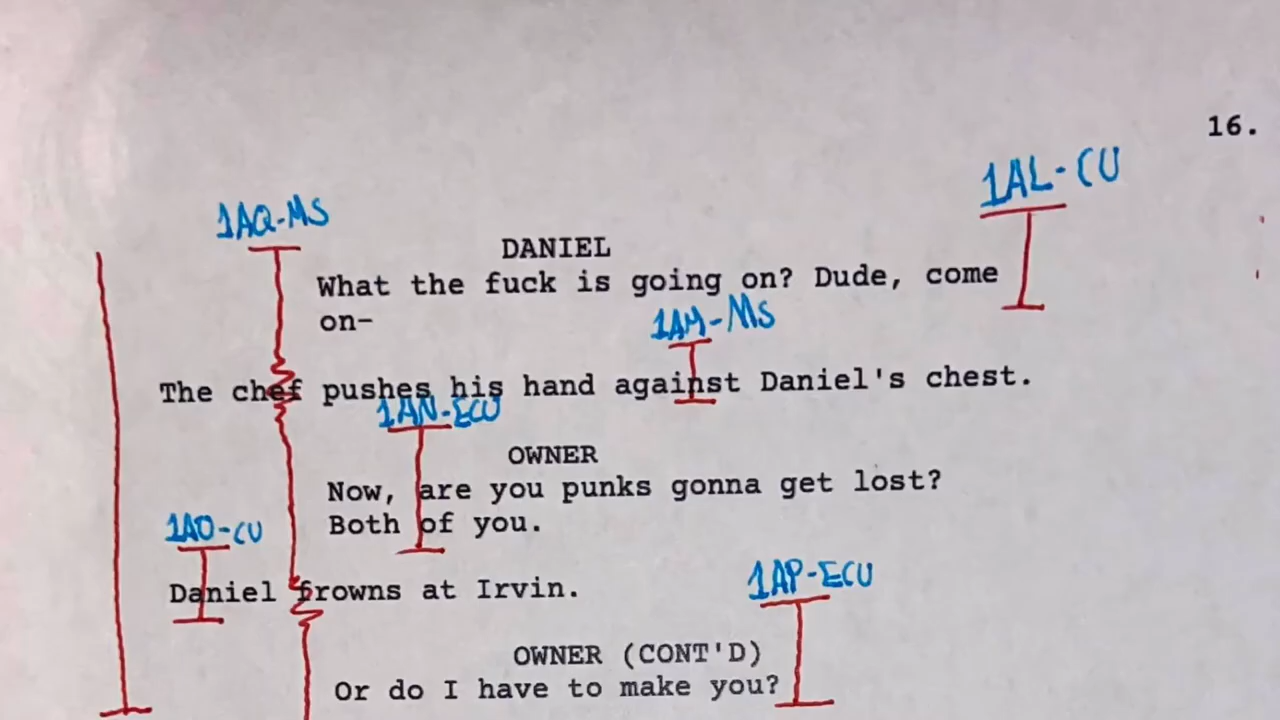 16.
1AL-CU
1AQ-MS
DANIEL
What the fuck is going on? Dude, come
on-
1AM-MS
The chef pushes his hand against Daniel's chest.
1AN-ECU
OWNER
Now, are you punks gonna get lost?
Both of you.
1AO-CU
Daniel frowns at Irvin.
1AP-ECU
OWNER (CONT'D)
Or do I have to make you?